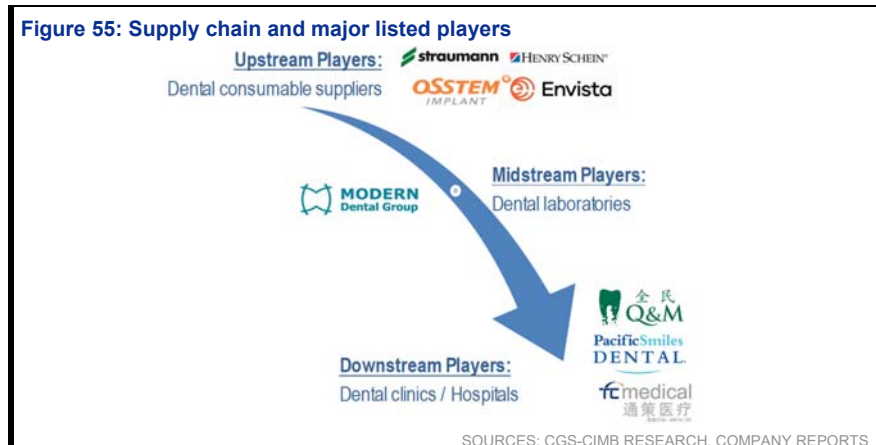 Figure 55: Supply chain and major listed players
Upstream Players:
Dental consumable suppliers
straumann HENRY SCHEIN®
OSSTEM® Envista
IMPLANT
MODERN
Dental Group
Midstream Players:
Dental laboratories
全民
Q&M
PacificSmiles
DENTAL
Downstream Players:
Dental clinics / Hospitals
fcmedical
通策医疗
SOURCES: CGS-CIMB RESEARCH, COMPANY REPORTS